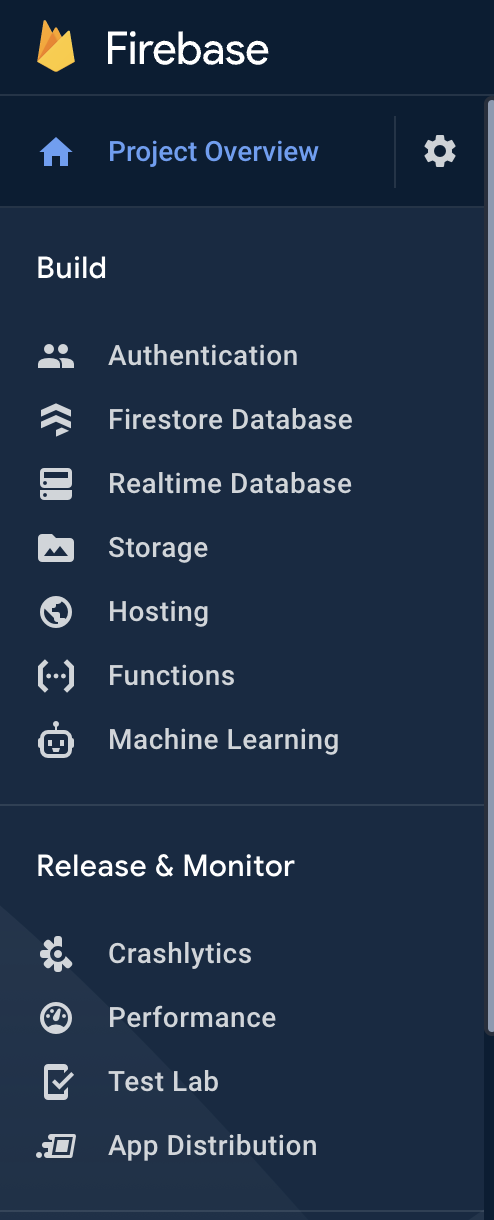 Firebase
Project Overview
Build
Authentication
Firestore Database
Realtime Database
Storage
Hosting
Functions
Machine Learning
Release & Monitor
Crashlytics
Performance
Test Lab
App Distribution